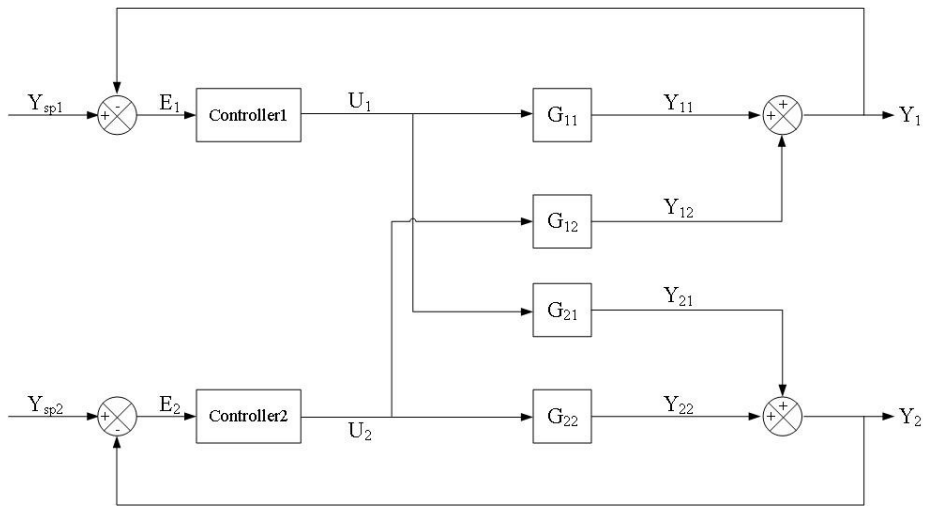 Y_sp1
+
-
E_1
Controller1
U_1
G_11
Y_11
+
+
Y_1
G_12
Y_12
G_21
Y_21
Y_sp2
+
-
E_2
Controller2
U_2
G_22
Y_22
+
+
Y_2